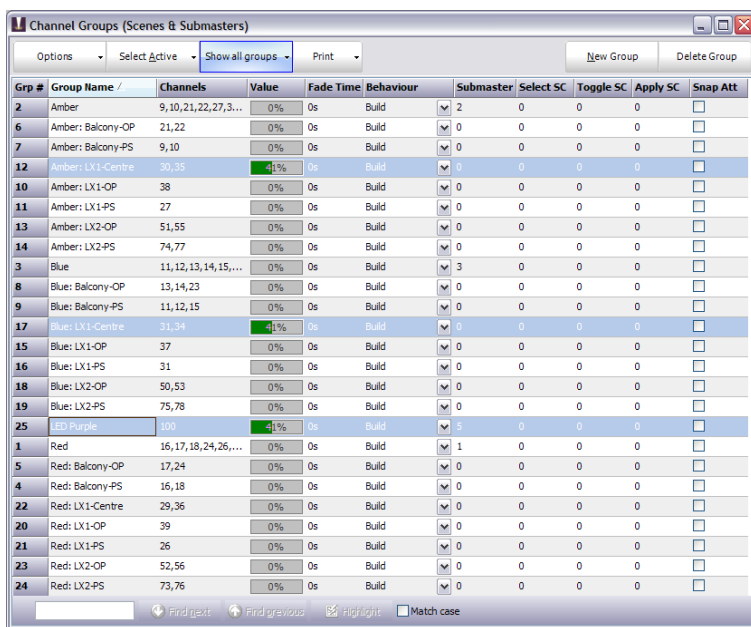 Channel Groups (Scenes & Submasters)
Options Select Active Show all groups Print New Group Delete Group
Grp # Group Name Channels Value Fade Time Behaviour Submaster Select SC Toggle SC Apply SC Snap Att
2 Amber 9,10,21,22,27,3... 0% 0s Build 2 0 0 0
6 Amber: Balcony-OP 21,22 0% 0s Build 0 0 0 0
7 Amber: Balcony-PS 9,10 0% 0s Build 0 0 0 0
12 Amber: LX1-Centre 30,35 41% 0s Build 0 0 0 0
10 Amber: LX1-OP 38 0% 0s Build 0 0 0 0
11 Amber: LX1-PS 27 0% 0s Build 0 0 0 0
13 Amber: LX2-OP 51,55 0% 0s Build 0 0 0 0
14 Amber: LX2-PS 74,77 0% 0s Build 0 0 0 0
3 Blue 11,12,13,14,15,... 0% 0s Build 3 0 0 0
8 Blue: Balcony-OP 13,14,23 0% 0s Build 0 0 0 0
9 Blue: Balcony-PS 11,12,15 0% 0s Build 0 0 0 0
17 Blue: LX1-Centre 31,34 41% 0s Build 0 0 0 0
15 Blue: LX1-OP 37 0% 0s Build 0 0 0 0
16 Blue: LX1-PS 31 0% 0s Build 0 0 0 0
18 Blue: LX2-OP 50,53 0% 0s Build 0 0 0 0
19 Blue: LX2-PS 75,78 0% 0s Build 0 0 0 0
25 LED Purple 100 41% 0s Build 5 0 0 0
1 Red 16,17,18,24,26,... 0% 0s Build 1 0 0 0
5 Red: Balcony-OP 17,24 0% 0s Build 0 0 0 0
4 Red: Balcony-PS 16,18 0% 0s Build 0 0 0 0
22 Red: LX1-Centre 29,36 0% 0s Build 0 0 0 0
20 Red: LX1-OP 39 0% 0s Build 0 0 0 0
21 Red: LX1-PS 26 0% 0s Build 0 0 0 0
23 Red: LX2-OP 52,56 0% 0s Build 0 0 0 0
24 Red: LX2-PS 73,76 0% 0s Build 0 0 0 0
Find next Find previous Highlight Match case